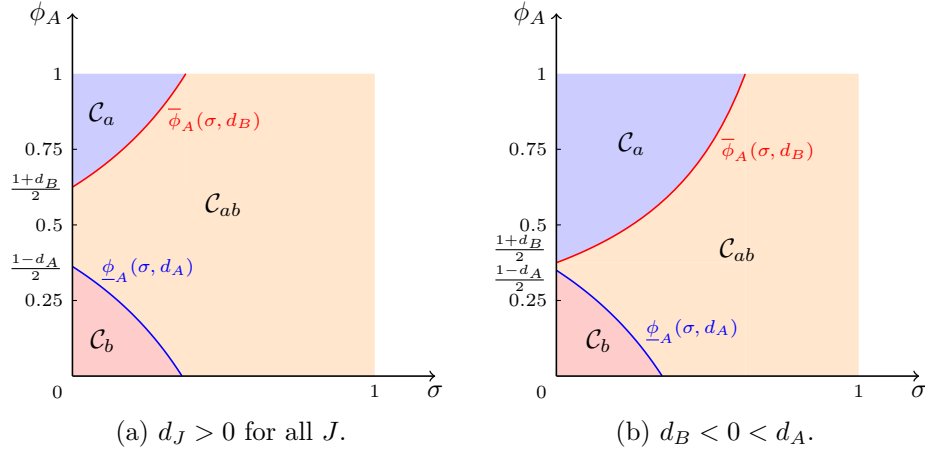 ϕ_A
1
0.75
(1+d_B)/2
0.5
(1−d_A)/2
0.25
0
1
σ
𝒞_a
ϕ̅_A(σ, d_B)
𝒞_ab
ϕ̲_A(σ, d_A)
𝒞_b
(a) d_J > 0 for all J.
ϕ_A
1
0.75
0.5
(1+d_B)/2
(1−d_A)/2
0.25
0
1
σ
𝒞_a
ϕ̅_A(σ, d_B)
𝒞_ab
ϕ̲_A(σ, d_A)
𝒞_b
(b) d_B < 0 < d_A.